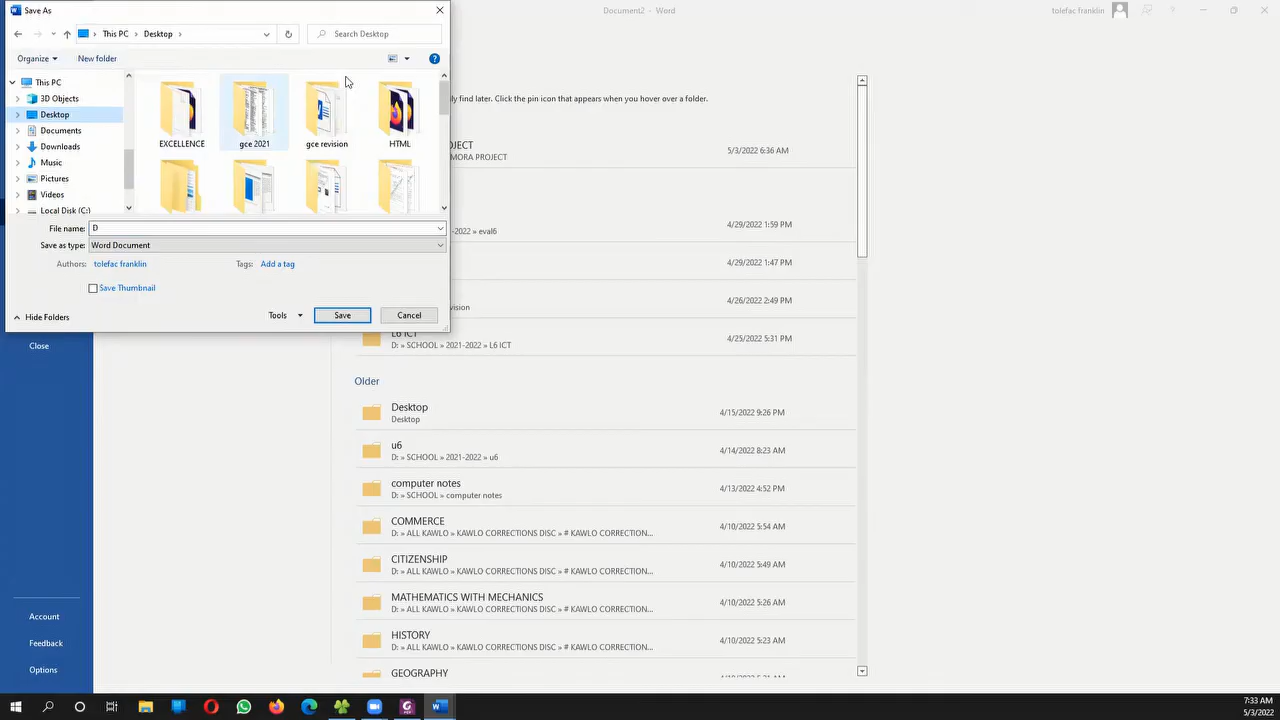 Save As
Document2 - Word
tolefac franklin
This PC
Desktop
Search Desktop
Organize
New folder
This PC
3D Objects
Desktop
Documents
Downloads
Music
Pictures
Videos
Local Disk (C:)
EXCELLENCE
gce 2021
gce revision
HTML
File name:
D
Save as type:
Word Document
Authors:
tolefac franklin
Tags:
Add a tag
Save Thumbnail
Hide Folders
Tools
Save
Cancel
ly find later. Click the pin icon that appears when you hover over a folder.
OJECT
5/3/2022 6:36 AM
MORA PROJECT
4/29/2022 1:59 PM
-2022 » eval6
4/29/2022 1:47 PM
4/26/2022 2:49 PM
vision
L6 ICT
4/25/2022 5:31 PM
D: » SCHOOL » 2021-2022 » L6 ICT
Older
Desktop
4/15/2022 9:26 PM
Desktop
u6
4/14/2022 8:23 AM
D: » SCHOOL » 2021-2022 » u6
computer notes
4/13/2022 4:52 PM
D: » SCHOOL » computer notes
COMMERCE
4/10/2022 5:54 AM
D: » ALL KAWLO » KAWLO CORRECTIONS DISC » # KAWLO CORRECTION...
CITIZENSHIP
4/10/2022 5:49 AM
D: » ALL KAWLO » KAWLO CORRECTIONS DISC » # KAWLO CORRECTION...
MATHEMATICS WITH MECHANICS
4/10/2022 5:26 AM
D: » ALL KAWLO » KAWLO CORRECTIONS DISC » # KAWLO CORRECTION...
HISTORY
4/10/2022 5:23 AM
D: » ALL KAWLO » KAWLO CORRECTIONS DISC » # KAWLO CORRECTION...
GEOGRAPHY
Close
Account
Feedback
Options
7:33 AM
5/3/2022